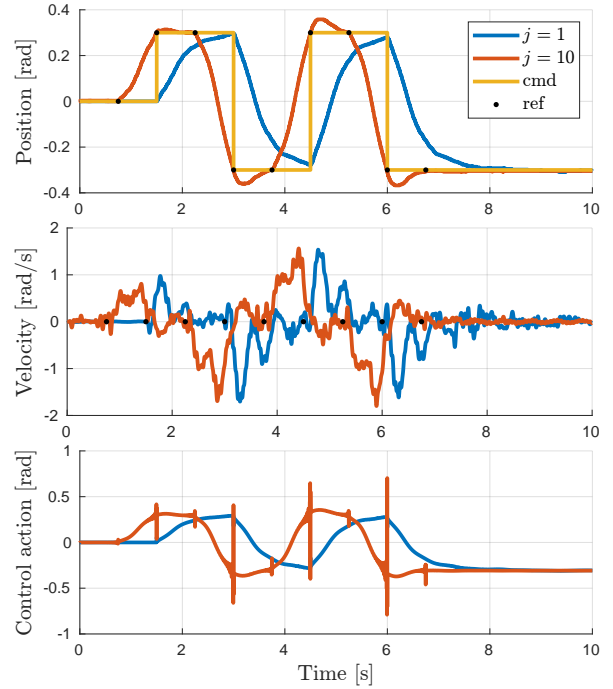 0.4
0.2
0
-0.2
-0.4
Position [rad]
j = 1
j = 10
cmd
ref
0 2 4 6 8 10
2
1
0
-1
-2
Velocity [rad/s]
0 2 4 6 8 10
1
0.5
0
-0.5
-1
Control action [rad]
0 2 4 6 8 10
Time [s]